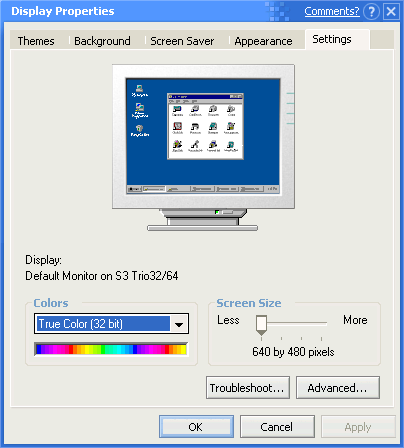 Display Properties
Comments?
Themes
Background
Screen Saver
Appearance
Settings
Display:
Default Monitor on S3 Trio32/64
Colors
True Color (32 bit)
Screen Size
Less
More
640 by 480 pixels
Troubleshoot...
Advanced...
OK
Cancel
Apply